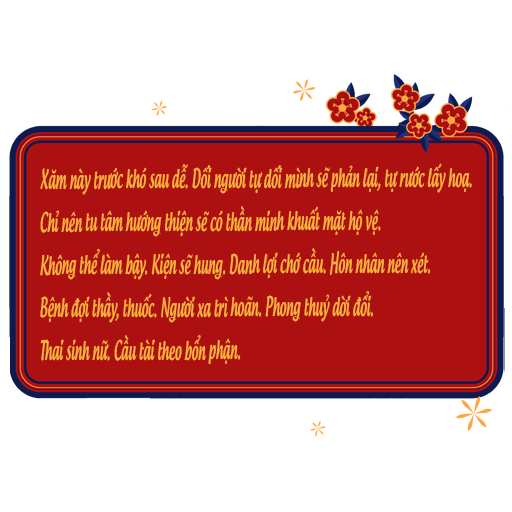 Xăm này trước khó sau dễ. Dối người tự dối mình sẽ phản lại, tự rước lấy hoạ.
Chỉ nên tu tâm hướng thiện sẽ có thần minh khuất mặt hộ vệ.
Không thể làm bậy. Kiện sẽ hung. Danh lợi chớ cầu. Hôn nhân nên xét.
Bệnh đợi thầy, thuốc. Người xa trì hoãn. Phong thuỷ dời đổi.
Thai sinh nữ. Cầu tài theo bổn phận.